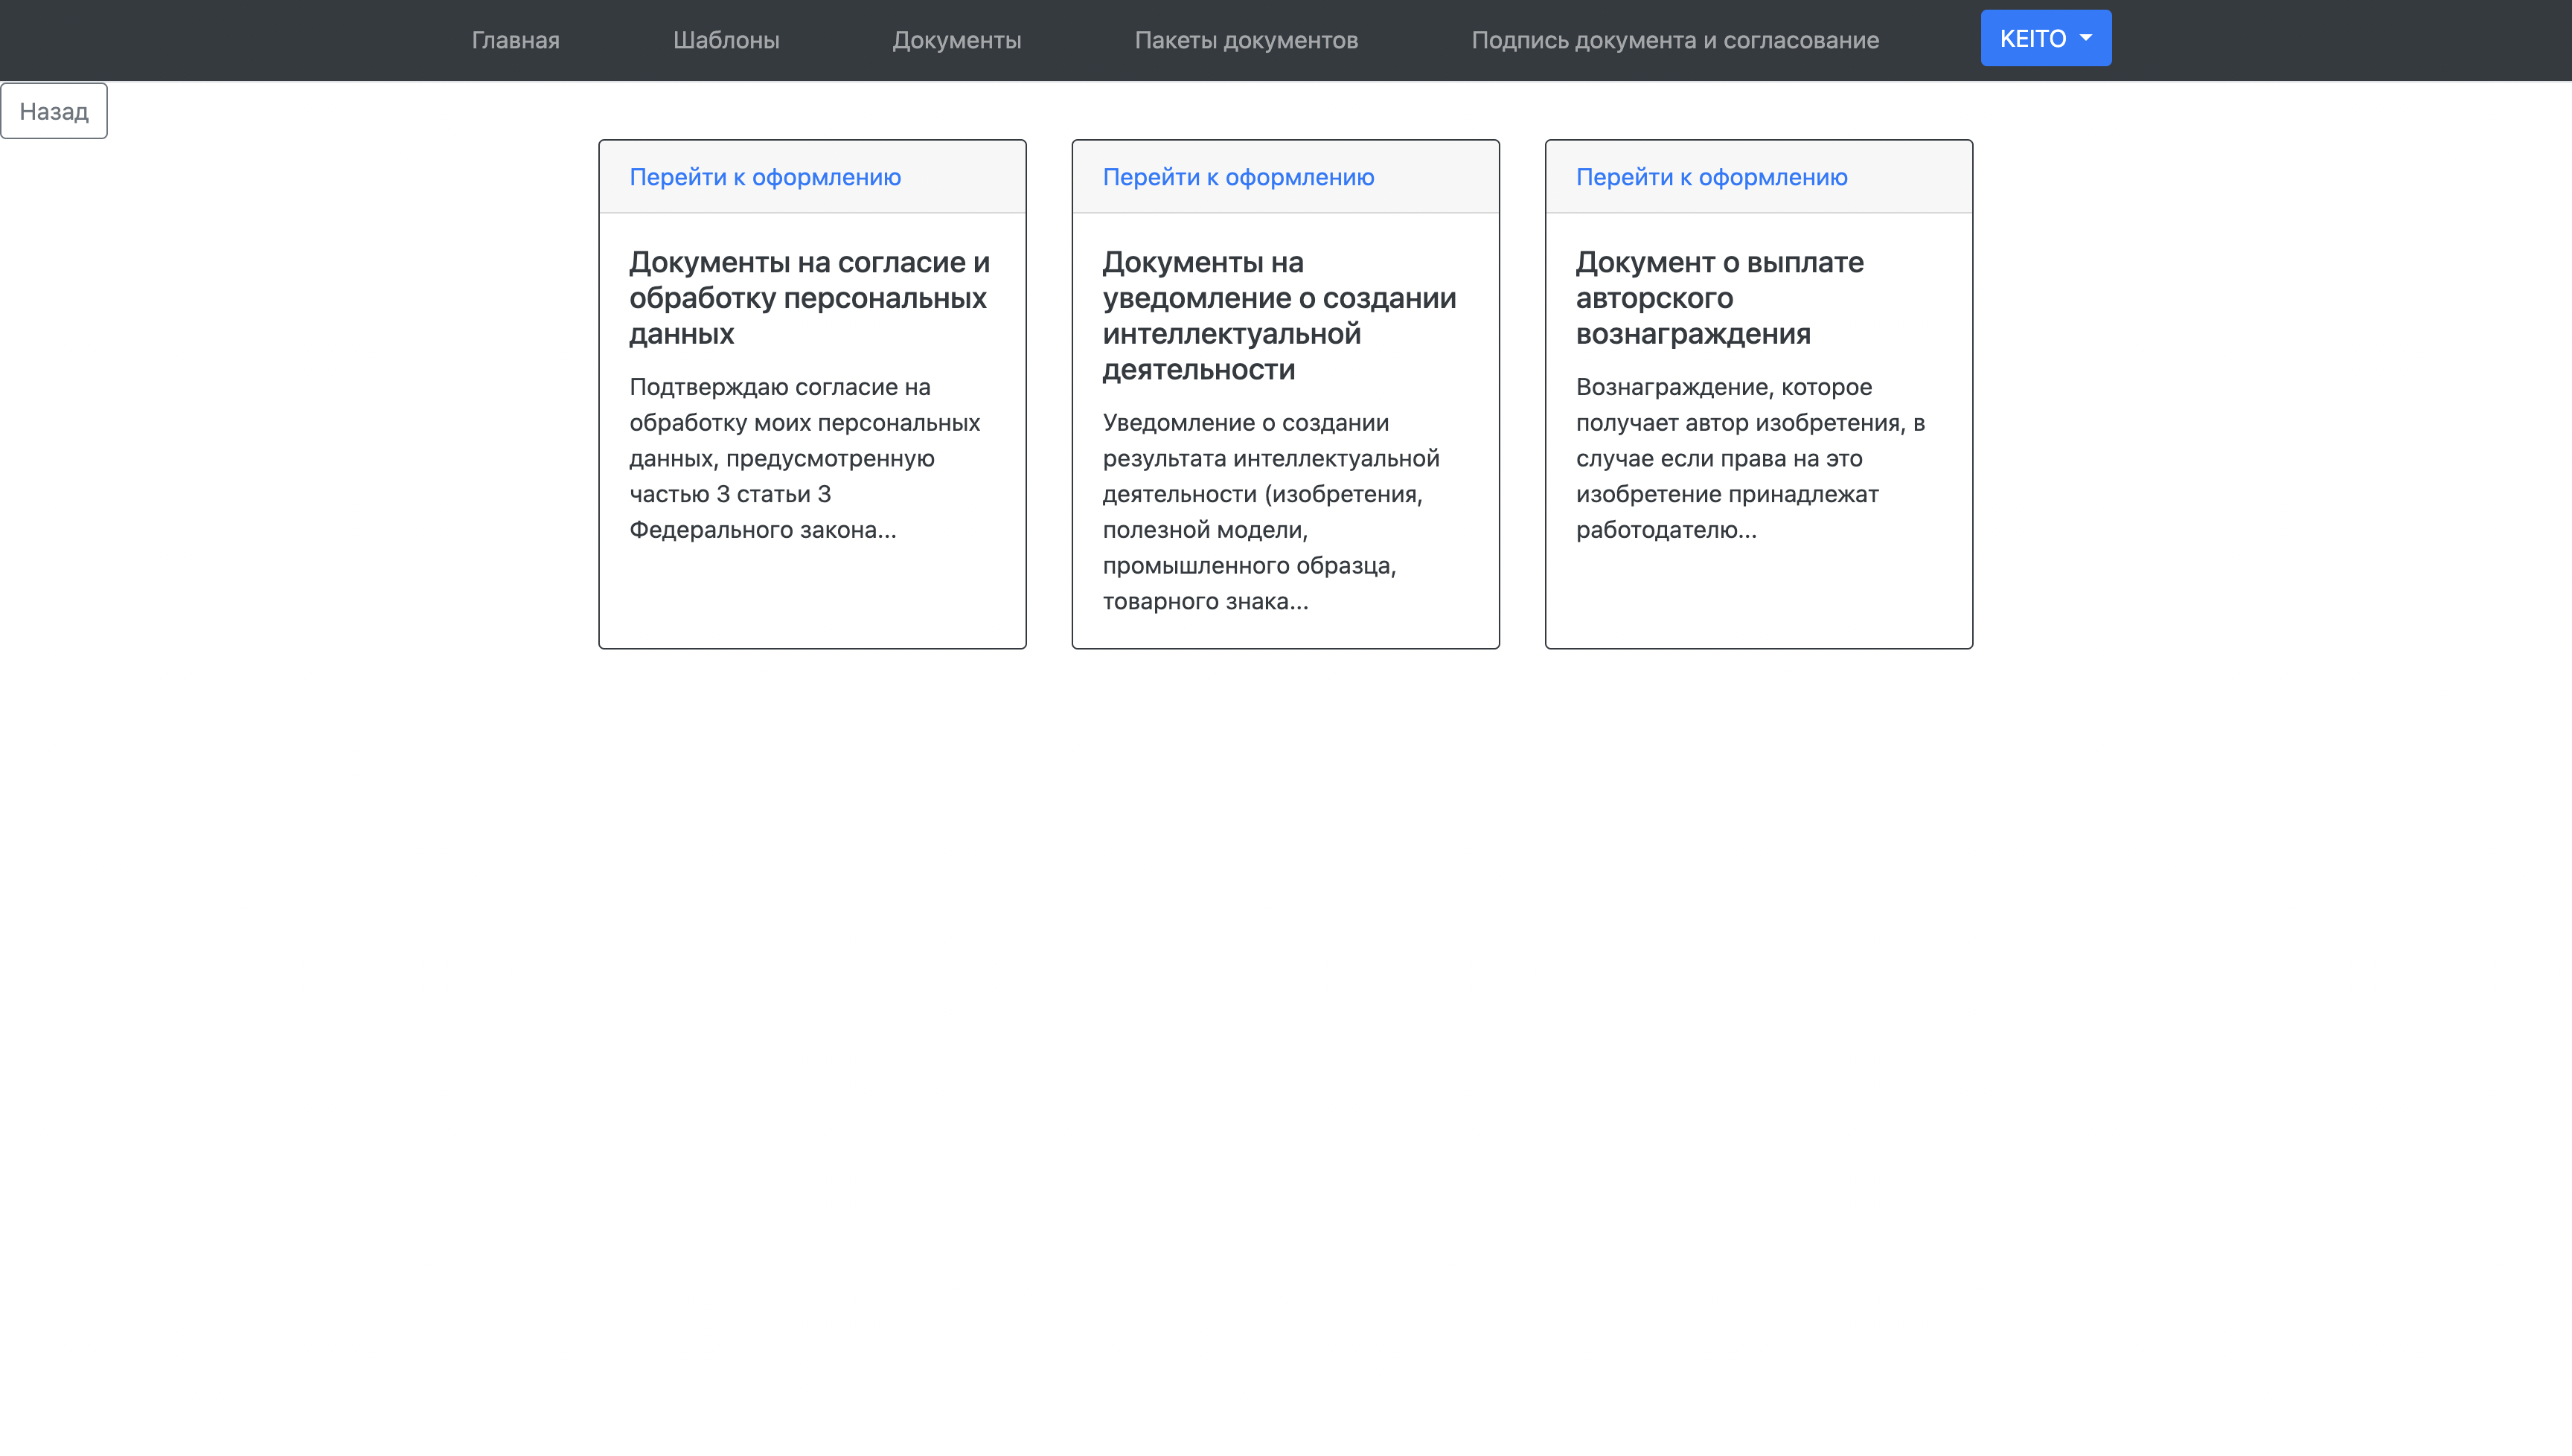 Главная Шаблоны Документы Пакеты документов Подпись документа и согласование KEITO
Назад
Перейти к оформлению
Документы на согласие и
обработку персональных
данных
Подтверждаю согласие на
обработку моих персональных
данных, предусмотренную
частью 3 статьи 3
Федерального закона...
Перейти к оформлению
Документы на
уведомление о создании
интеллектуальной
деятельности
Уведомление о создании
результата интеллектуальной
деятельности (изобретения,
полезной модели,
промышленного образца,
товарного знака...
Перейти к оформлению
Документ о выплате
авторского
вознаграждения
Вознаграждение, которое
получает автор изобретения, в
случае если права на это
изобретение принадлежат
работодателю...